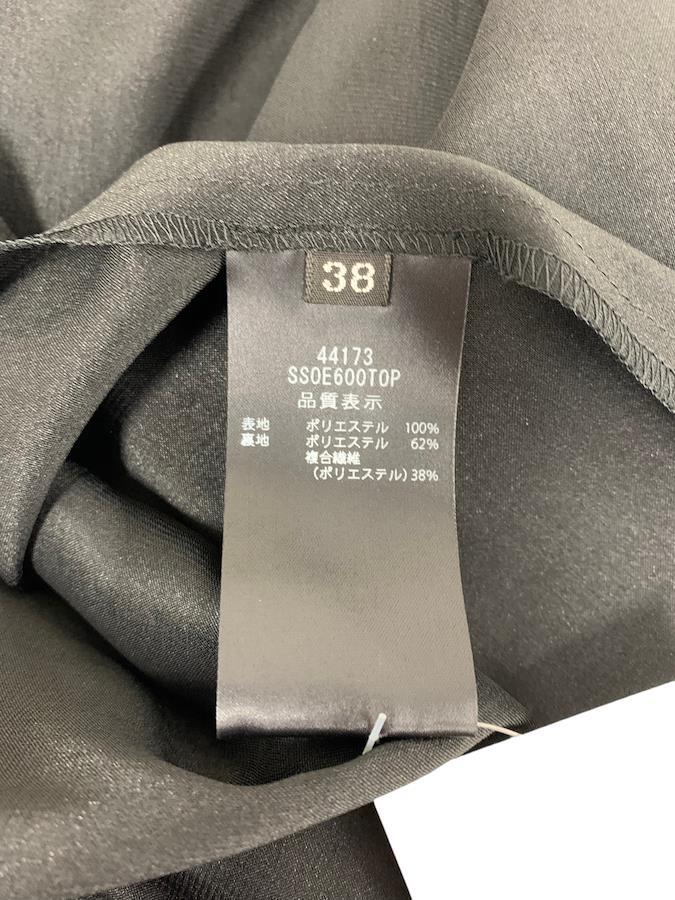 38
44173
SS0E600T0P
品質表示
表地 ポリエステル 100%
裏地 ポリエステル 62%
複合繊維
(ポリエステル) 38%